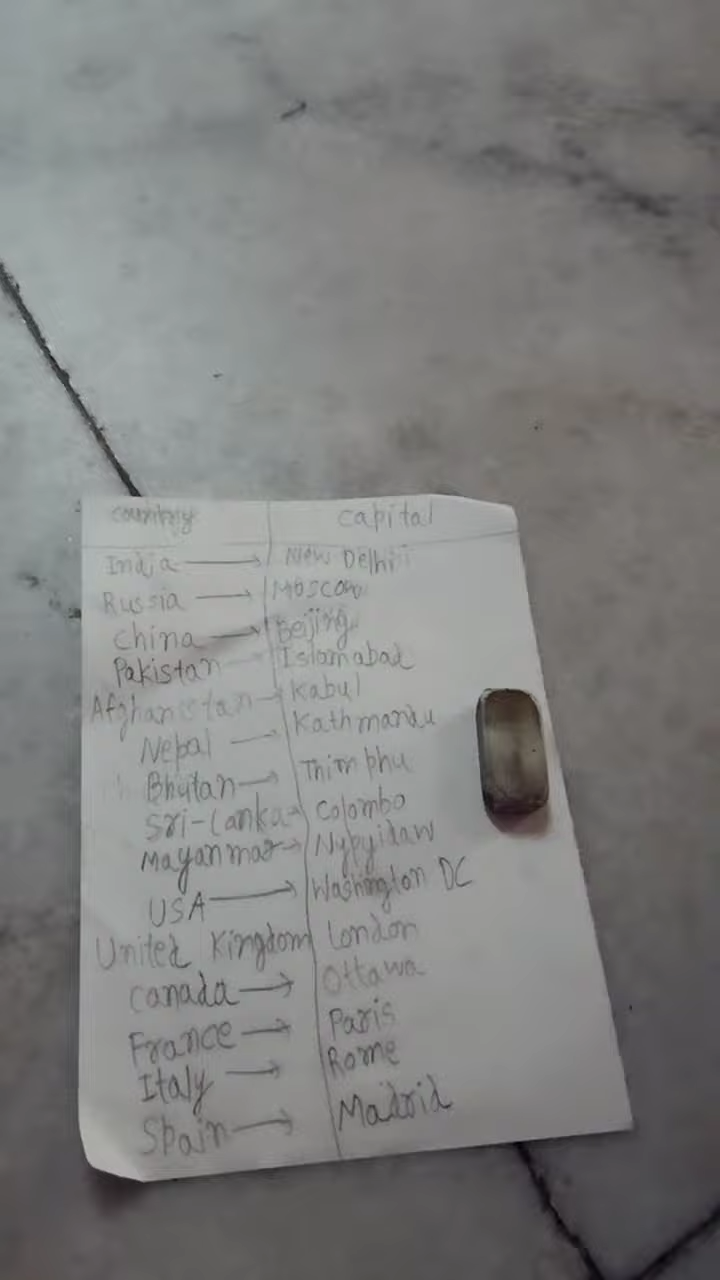 country capital
India → New Delhi
Russia → Moscow
China → Beijing
Pakistan → Islamabad
Afghanistan → Kabul
Nepal → Kathmandu
Bhutan → Thimphu
Sri-Lanka → Colombo
Mayanmar → Nypyidaw
USA → Washington DC
United Kingdom London
Canada → Ottawa
France → Paris
Italy → Rome
Spain → Madrid